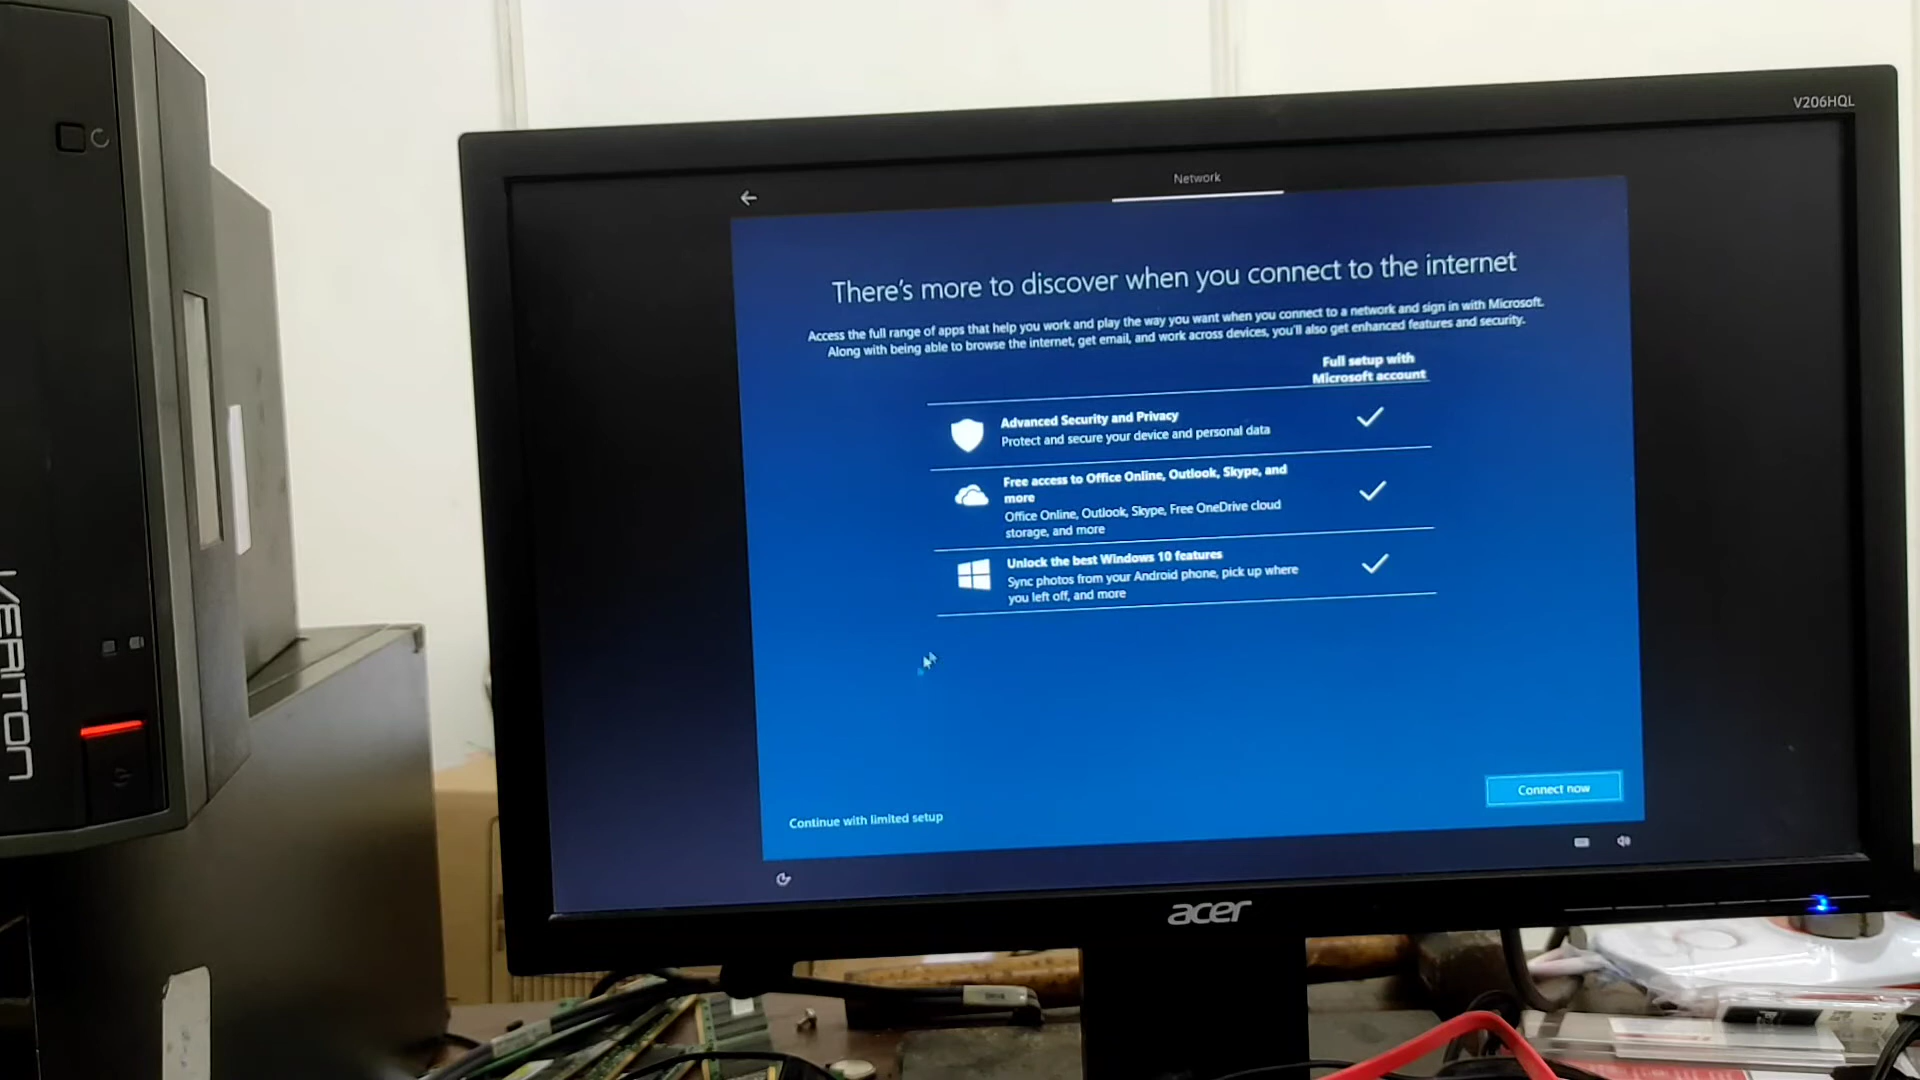 V206HQL
Network
There's more to discover when you connect to the internet
Access the full range of apps that help you work and play the way you want when you connect to a network and sign in with Microsoft.
Along with being able to browse the internet, get email, and work across devices, you'll also get enhanced features and security.
Full setup with
Microsoft account
Advanced Security and Privacy
Protect and secure your device and personal data
Free access to Office Online, Outlook, Skype, and
more
Office Online, Outlook, Skype, Free OneDrive cloud
storage, and more
Unlock the best Windows 10 features
Sync photos from your Android phone, pick up where
you left off, and more
Connect now
Continue with limited setup
acer
VERITON